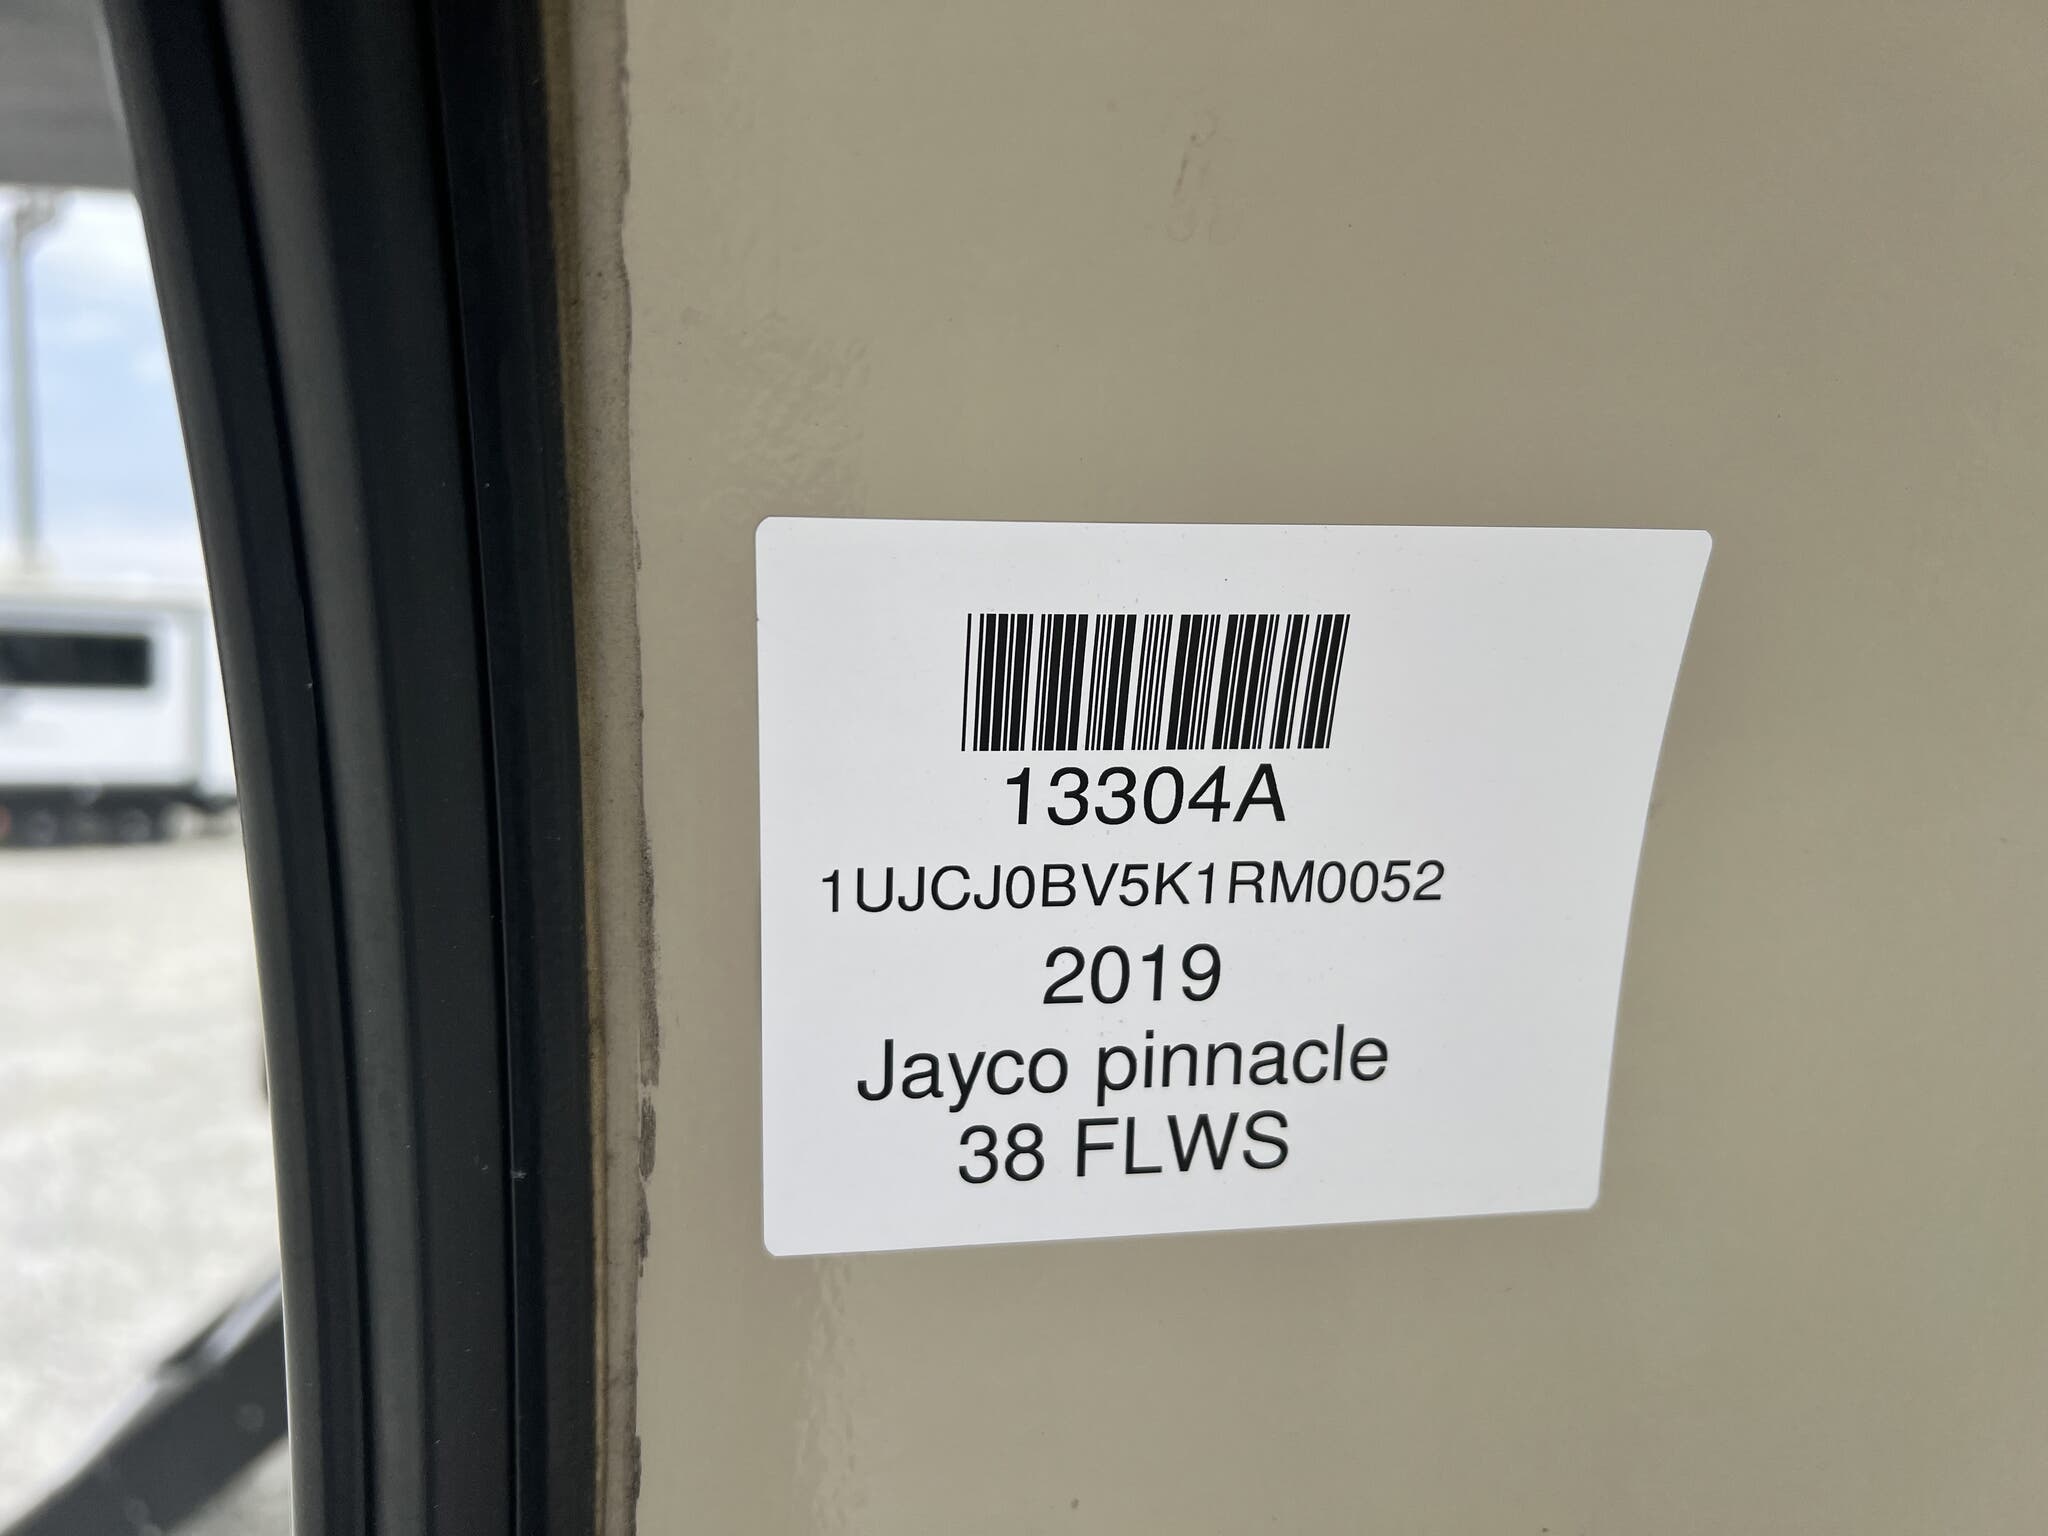 13304A
1UJCJ0BV5K1RM0052
2019
Jayco pinnacle
38 FLWS